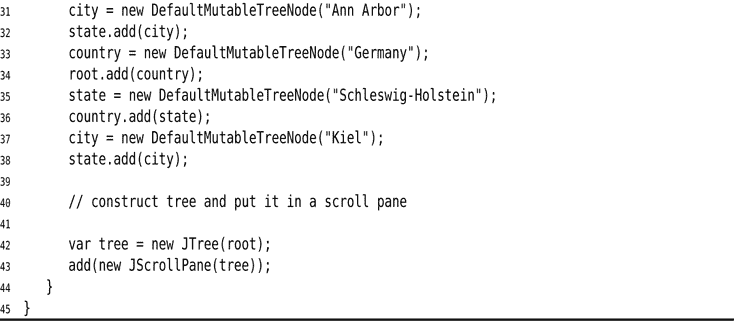 31 city = new DefaultMutableTreeNode("Ann Arbor");
32 state.add(city);
33 country = new DefaultMutableTreeNode("Germany");
34 root.add(country);
35 state = new DefaultMutableTreeNode("Schleswig-Holstein");
36 country.add(state);
37 city = new DefaultMutableTreeNode("Kiel");
38 state.add(city);
39
40 // construct tree and put it in a scroll pane
41
42 var tree = new JTree(root);
43 add(new JScrollPane(tree));
44 }
45 }